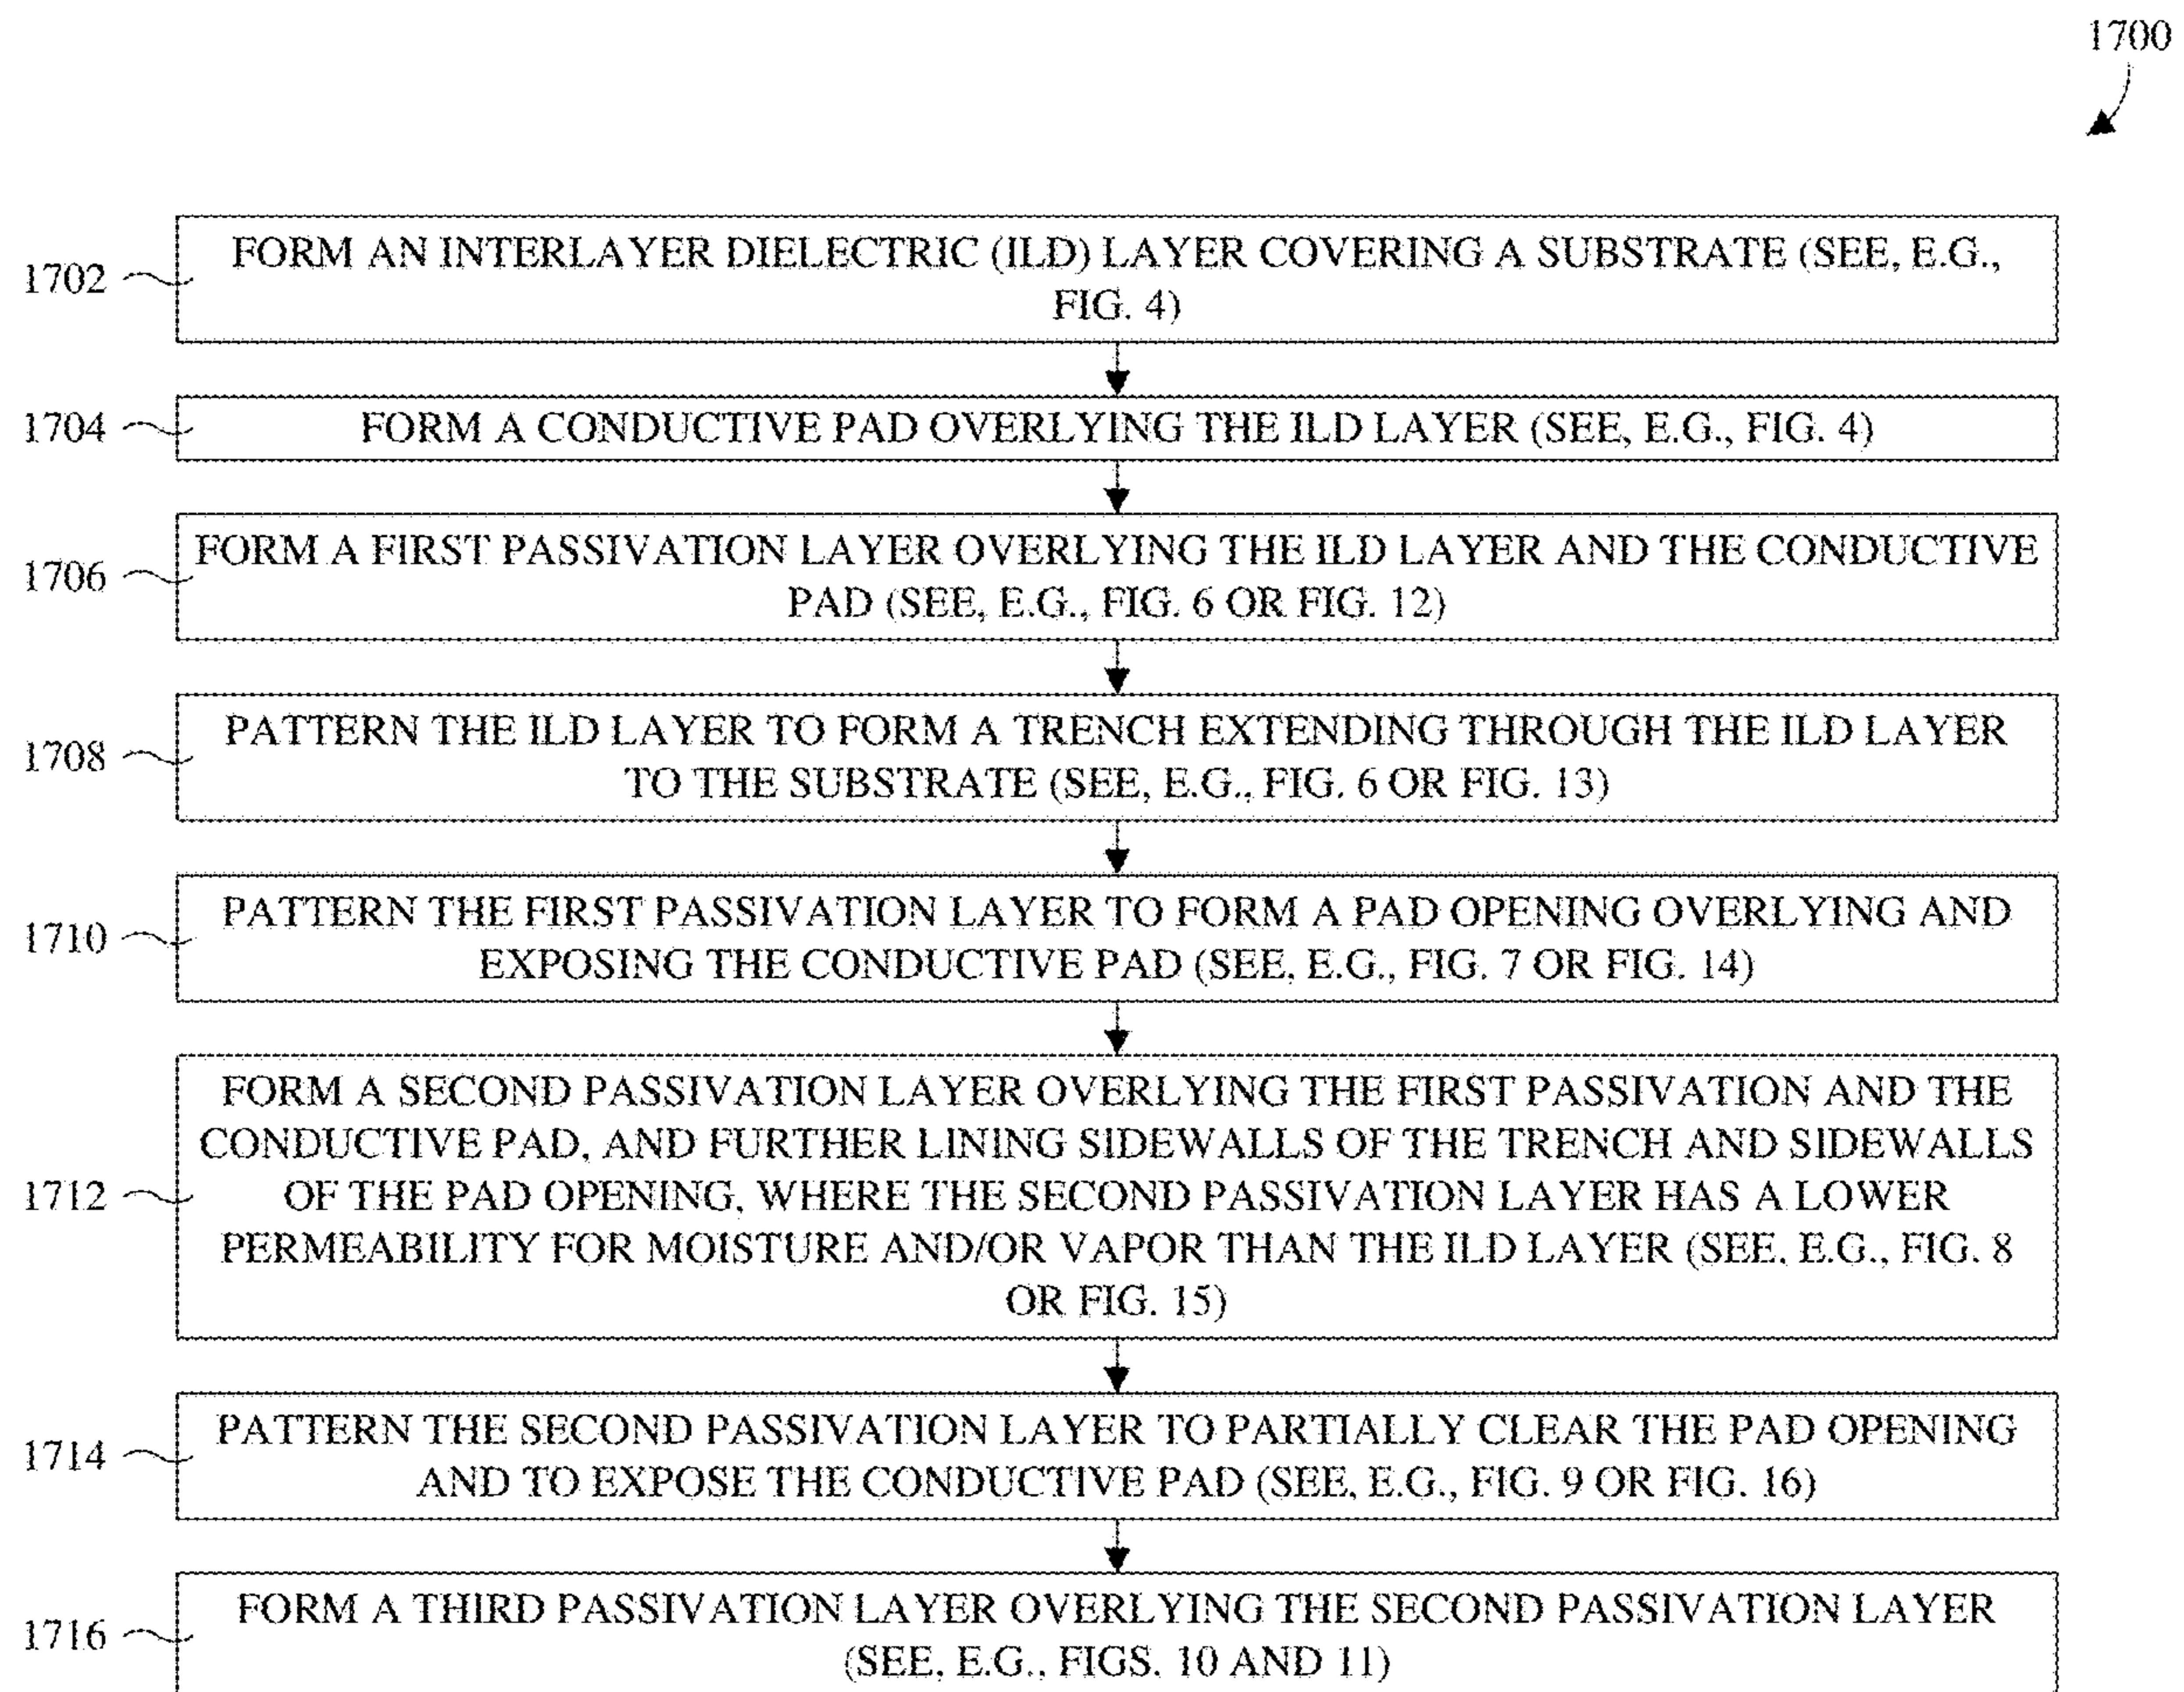 1700
1702
FORM AN INTERLAYER DIELECTRIC (ILD) LAYER COVERING A SUBSTRATE (SEE, E.G.,
FIG. 4)
1704
FORM A CONDUCTIVE PAD OVERLYING THE ILD LAYER (SEE, E.G., FIG. 4)
1706
FORM A FIRST PASSIVATION LAYER OVERLYING THE ILD LAYER AND THE CONDUCTIVE
PAD (SEE, E.G., FIG. 6 OR FIG. 12)
1708
PATTERN THE ILD LAYER TO FORM A TRENCH EXTENDING THROUGH THE ILD LAYER
TO THE SUBSTRATE (SEE, E.G., FIG. 6 OR FIG. 13)
1710
PATTERN THE FIRST PASSIVATION LAYER TO FORM A PAD OPENING OVERLYING AND
EXPOSING THE CONDUCTIVE PAD (SEE, E.G., FIG. 7 OR FIG. 14)
1712
FORM A SECOND PASSIVATION LAYER OVERLYING THE FIRST PASSIVATION AND THE
CONDUCTIVE PAD, AND FURTHER LINING SIDEWALLS OF THE TRENCH AND SIDEWALLS
OF THE PAD OPENING, WHERE THE SECOND PASSIVATION LAYER HAS A LOWER
PERMEABILITY FOR MOISTURE AND/OR VAPOR THAN THE ILD LAYER (SEE, E.G., FIG. 8
OR FIG. 15)
1714
PATTERN THE SECOND PASSIVATION LAYER TO PARTIALLY CLEAR THE PAD OPENING
AND TO EXPOSE THE CONDUCTIVE PAD (SEE, E.G., FIG. 9 OR FIG. 16)
1716
FORM A THIRD PASSIVATION LAYER OVERLYING THE SECOND PASSIVATION LAYER
(SEE, E.G., FIGS. 10 AND 11)